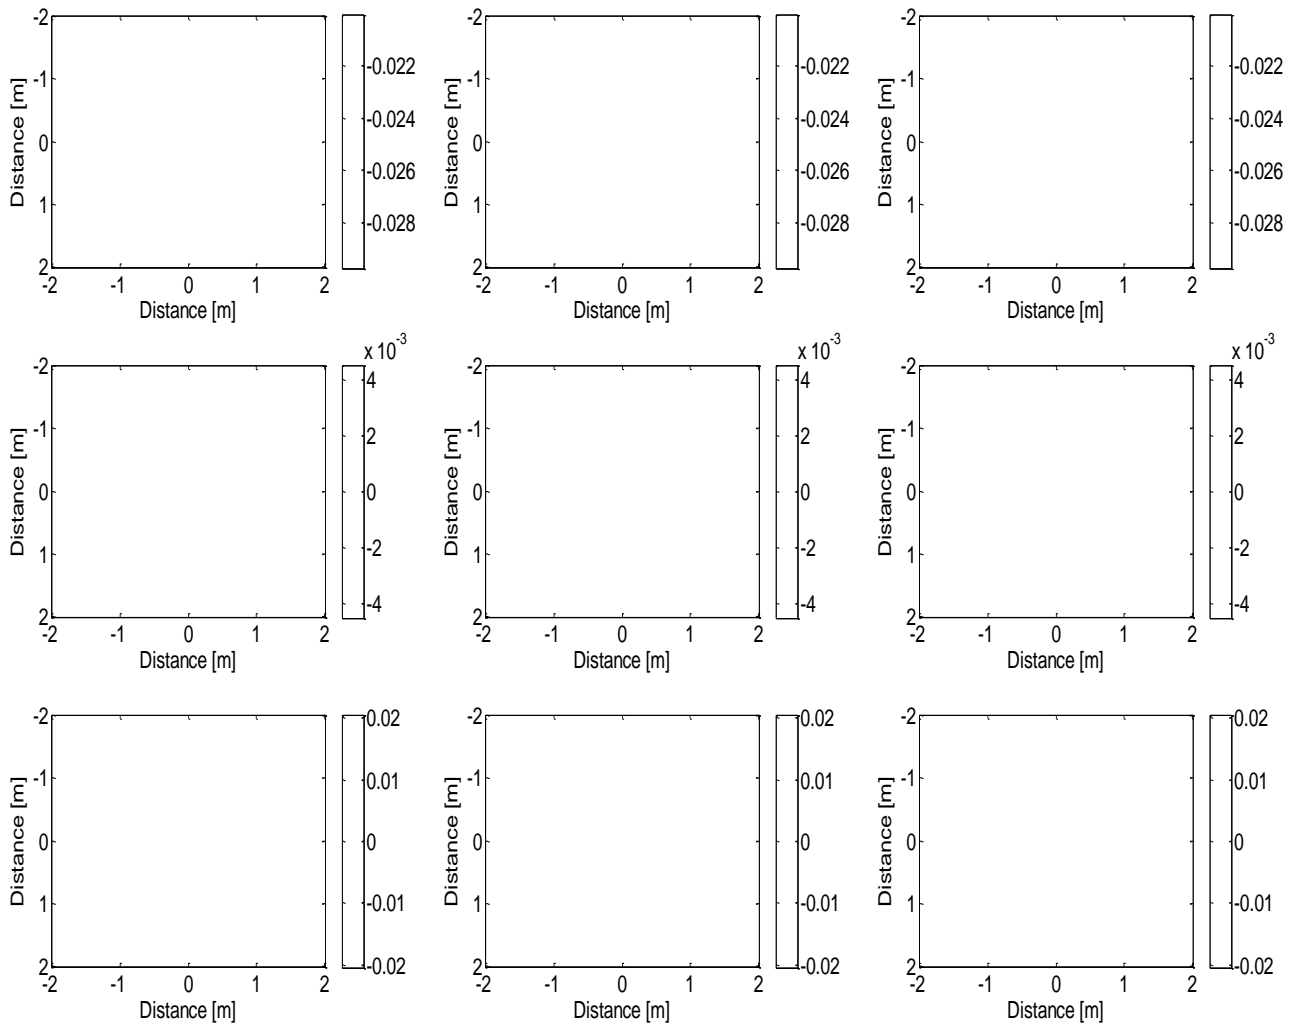 -2 -2 -2
-0.022 -0.022 -0.022
-1 -1 -1
-0.024 -0.024 -0.024
Distance [m] Distance [m] Distance [m]
0 0 0
-0.026 -0.026 -0.026
1 1 1
-0.028 -0.028 -0.028
2 2 2
-2 -1 0 1 2 -2 -1 0 1 2 -2 -1 0 1 2
Distance [m] Distance [m] Distance [m]
x 10-3 x 10-3 x 10-3
-2 4 -2 4 -2 4
-1 2 -1 2 -1 2
Distance [m] Distance [m] Distance [m]
0 0 0 0 0 0
1 -2 1 -2 1 -2
2 -4 2 -4 2 -4
-2 -1 0 1 2 -2 -1 0 1 2 -2 -1 0 1 2
Distance [m] Distance [m] Distance [m]
-2 0.02 -2 0.02 -2 0.02
-1 0.01 -1 0.01 -1 0.01
Distance [m] Distance [m] Distance [m]
0 0 0 0 0 0
1 -0.01 1 -0.01 1 -0.01
2 -0.02 2 -0.02 2 -0.02
-2 -1 0 1 2 -2 -1 0 1 2 -2 -1 0 1 2
Distance [m] Distance [m] Distance [m]